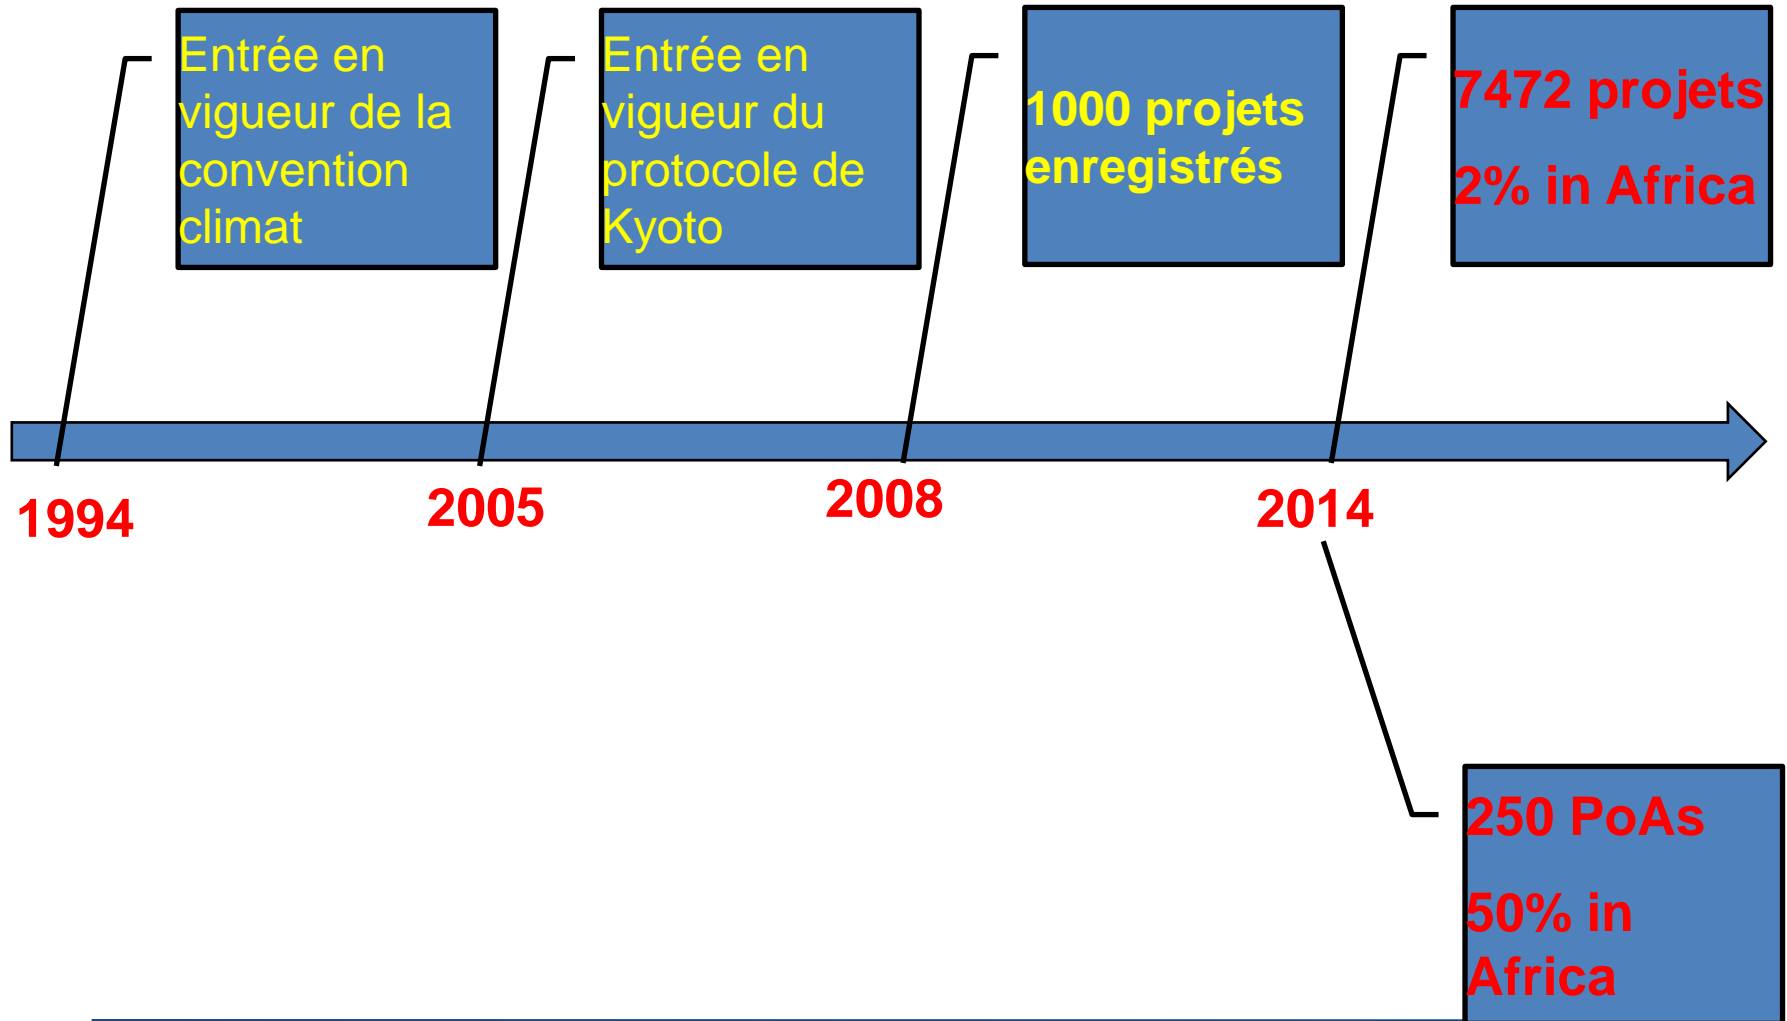 Entrée en
vigueur de la
convention
climat
Entrée en
vigueur du
protocole de
Kyoto
1000 projets
enregistrés
7472 projets
2% in Africa
1994
2005
2008
2014
250 PoAs
50% in
Africa